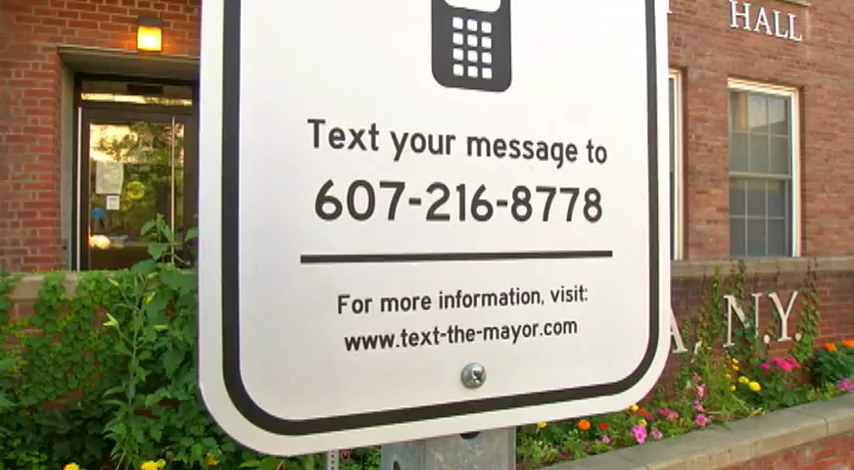 HALL
Text your message to
607-216-8778
For more information, visit:
www.text-the-mayor.com
A, N.Y.